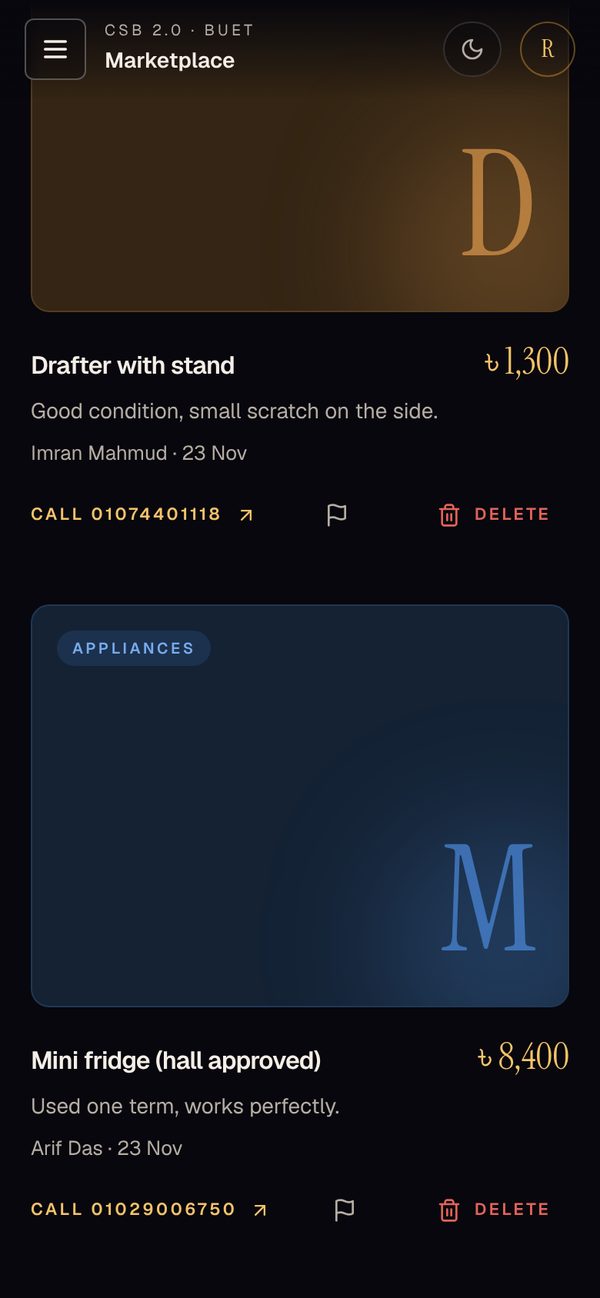 CSB 2.0 · BUET
Marketplace
R
D
Drafter with stand
৳ 1,300
Good condition, small scratch on the side.
Imran Mahmud · 23 Nov
CALL 01074401118
DELETE
APPLIANCES
M
Mini fridge (hall approved)
৳ 8,400
Used one term, works perfectly.
Arif Das · 23 Nov
CALL 01029006750
DELETE